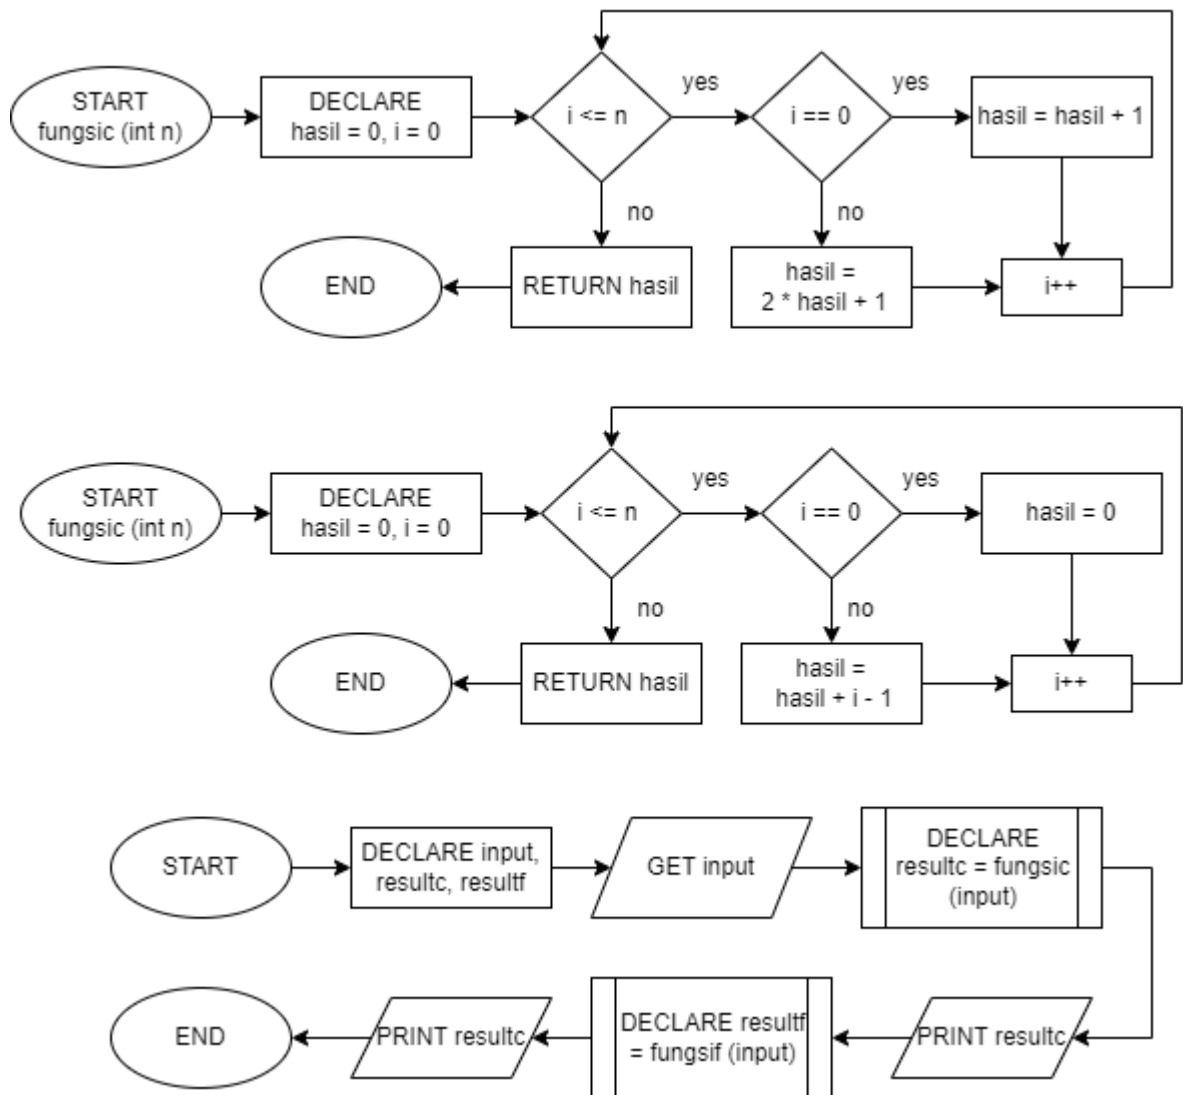 START
fungsic (int n)
DECLARE
hasil = 0, i = 0
i <= n
yes
i == 0
yes
hasil = hasil + 1
no
no
END
RETURN hasil
hasil =
2 * hasil + 1
i++
START
fungsic (int n)
DECLARE
hasil = 0, i = 0
i <= n
yes
i == 0
yes
hasil = 0
no
no
END
RETURN hasil
hasil =
hasil + i - 1
i++
START
DECLARE input,
resultc, resultf
GET input
DECLARE
resultc = fungsic
(input)
END
PRINT resultc
DECLARE resultf
= fungsif (input)
PRINT resultc